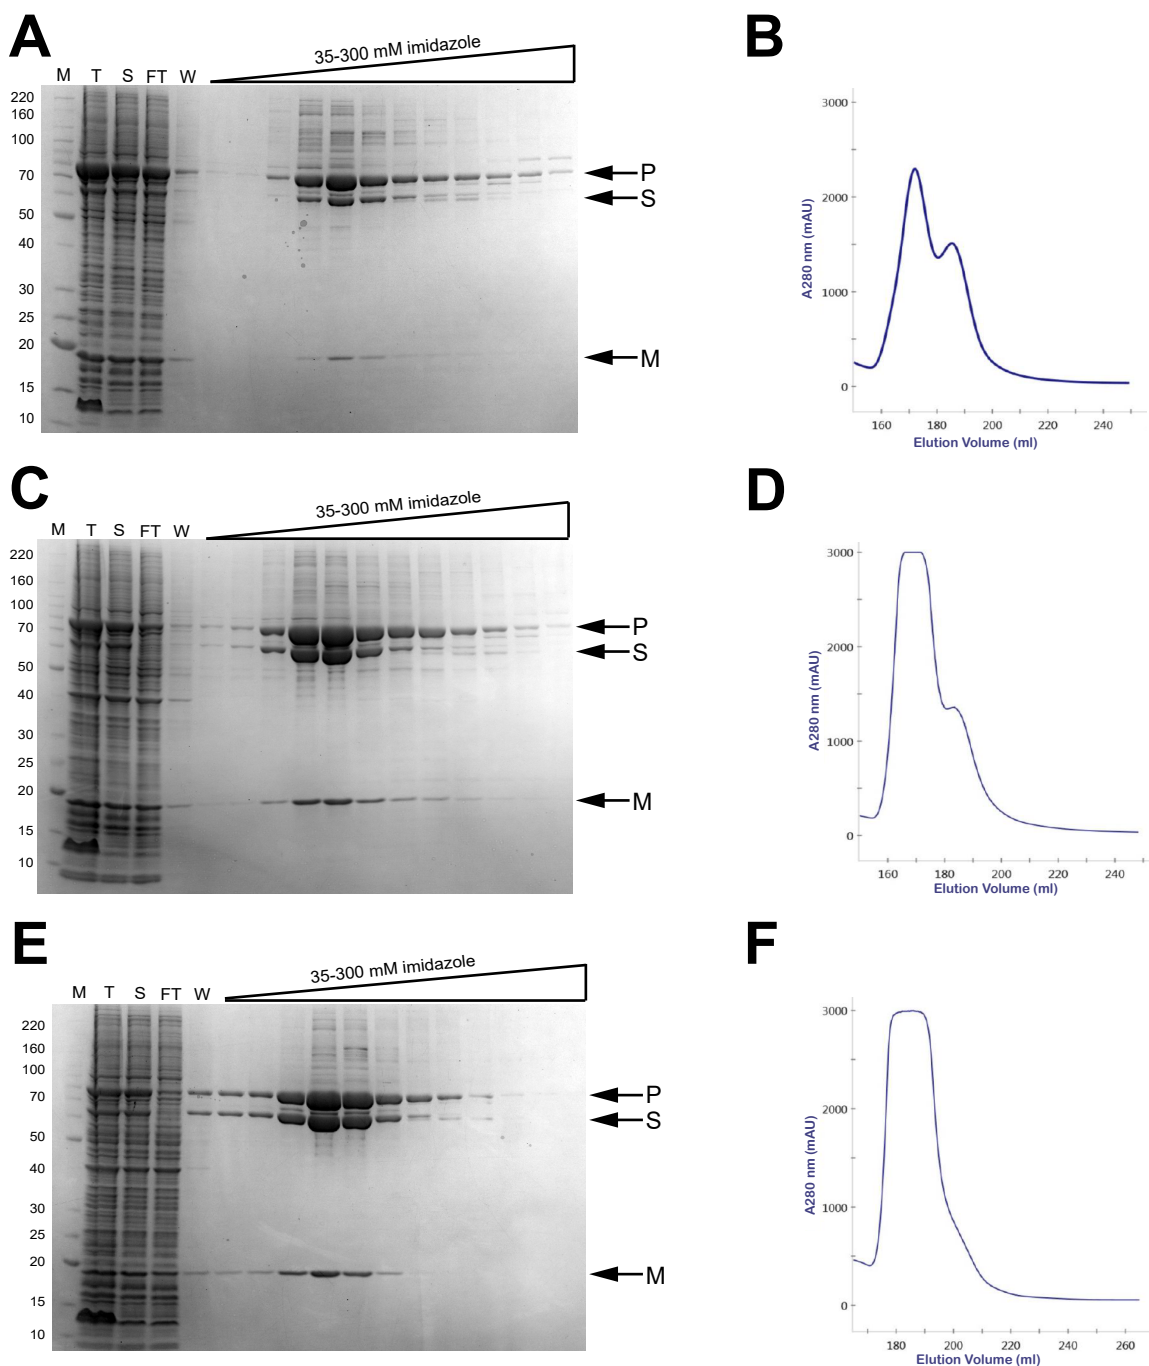 A
35-300 mM imidazole
M T S FT W
220
160
100
70
50
40
30
25
20
15
10
P
S
M
B
3000
2000
1000
0
A280 nm (mAU)
160 180 200 220 240
Elution Volume (ml)
C
35-300 mM imidazole
M T S FT W
220
160
100
70
50
40
30
25
20
15
10
P
S
M
D
3000
2000
1000
0
A280 nm (mAU)
160 180 200 220 240
Elution Volume (ml)
E
35-300 mM imidazole
M T S FT W
220
160
100
70
50
40
30
25
20
15
10
P
S
M
F
3000
2000
1000
0
A280 nm (mAU)
180 200 220 240 260
Elution Volume (ml)